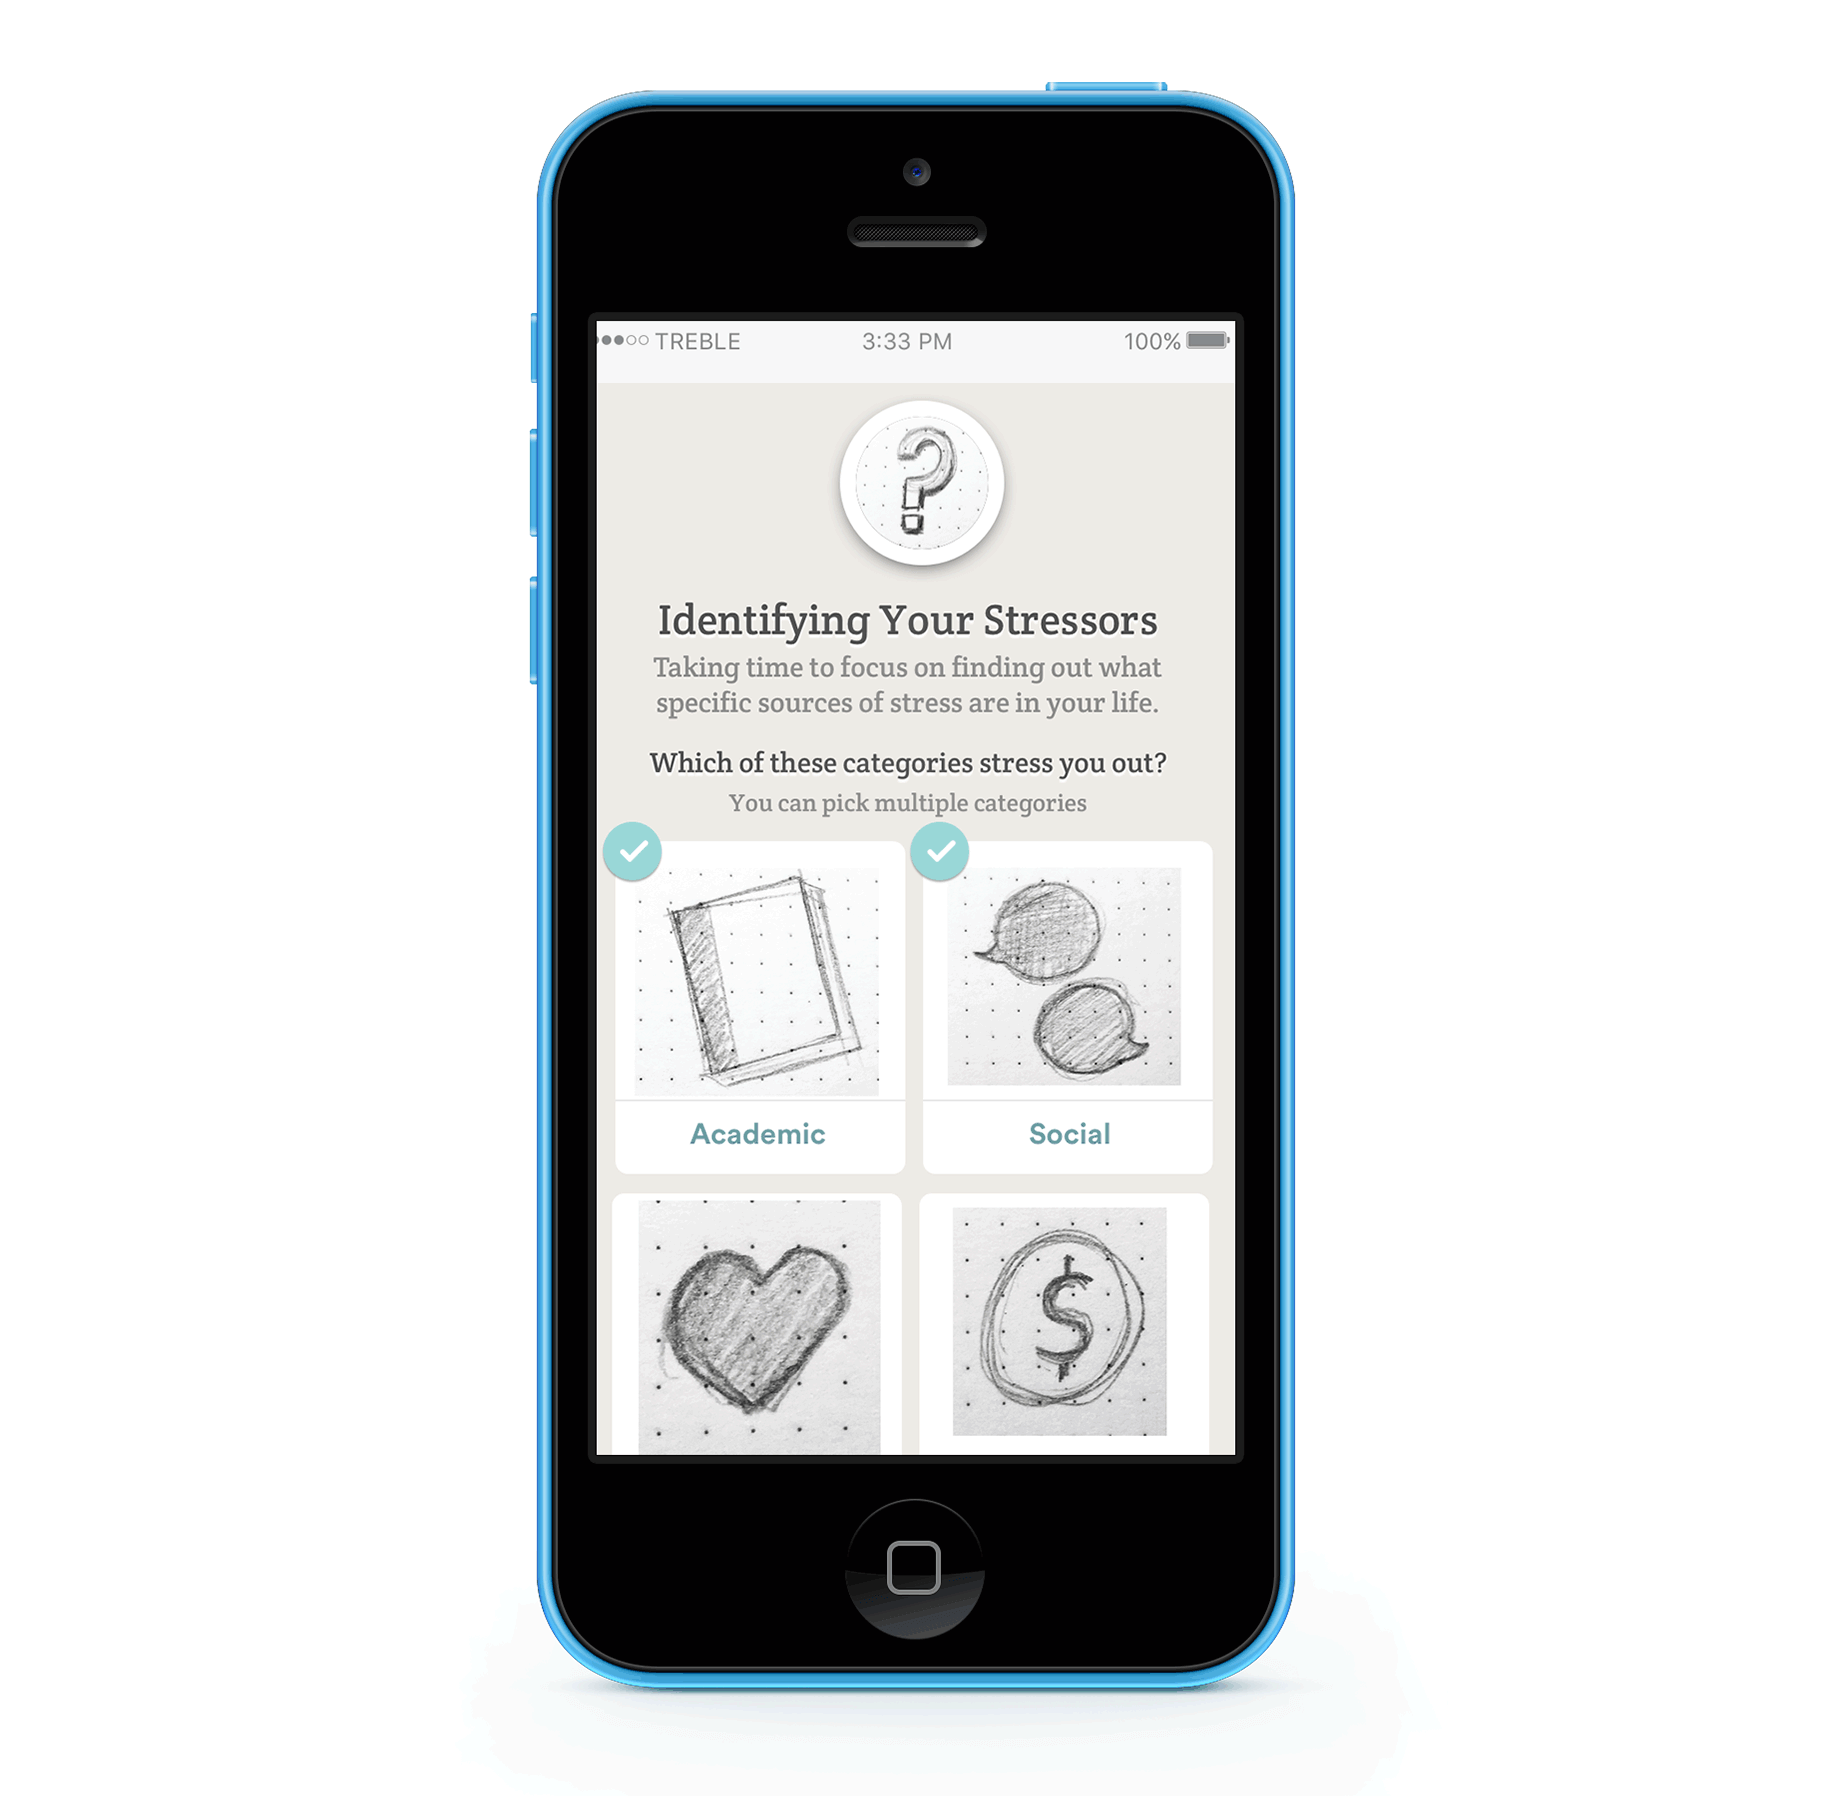 TREBLE 3:33 PM 100%
?
Identifying Your Stressors
Taking time to focus on finding out what
specific sources of stress are in your life.
Which of these categories stress you out?
You can pick multiple categories
Academic Social
$